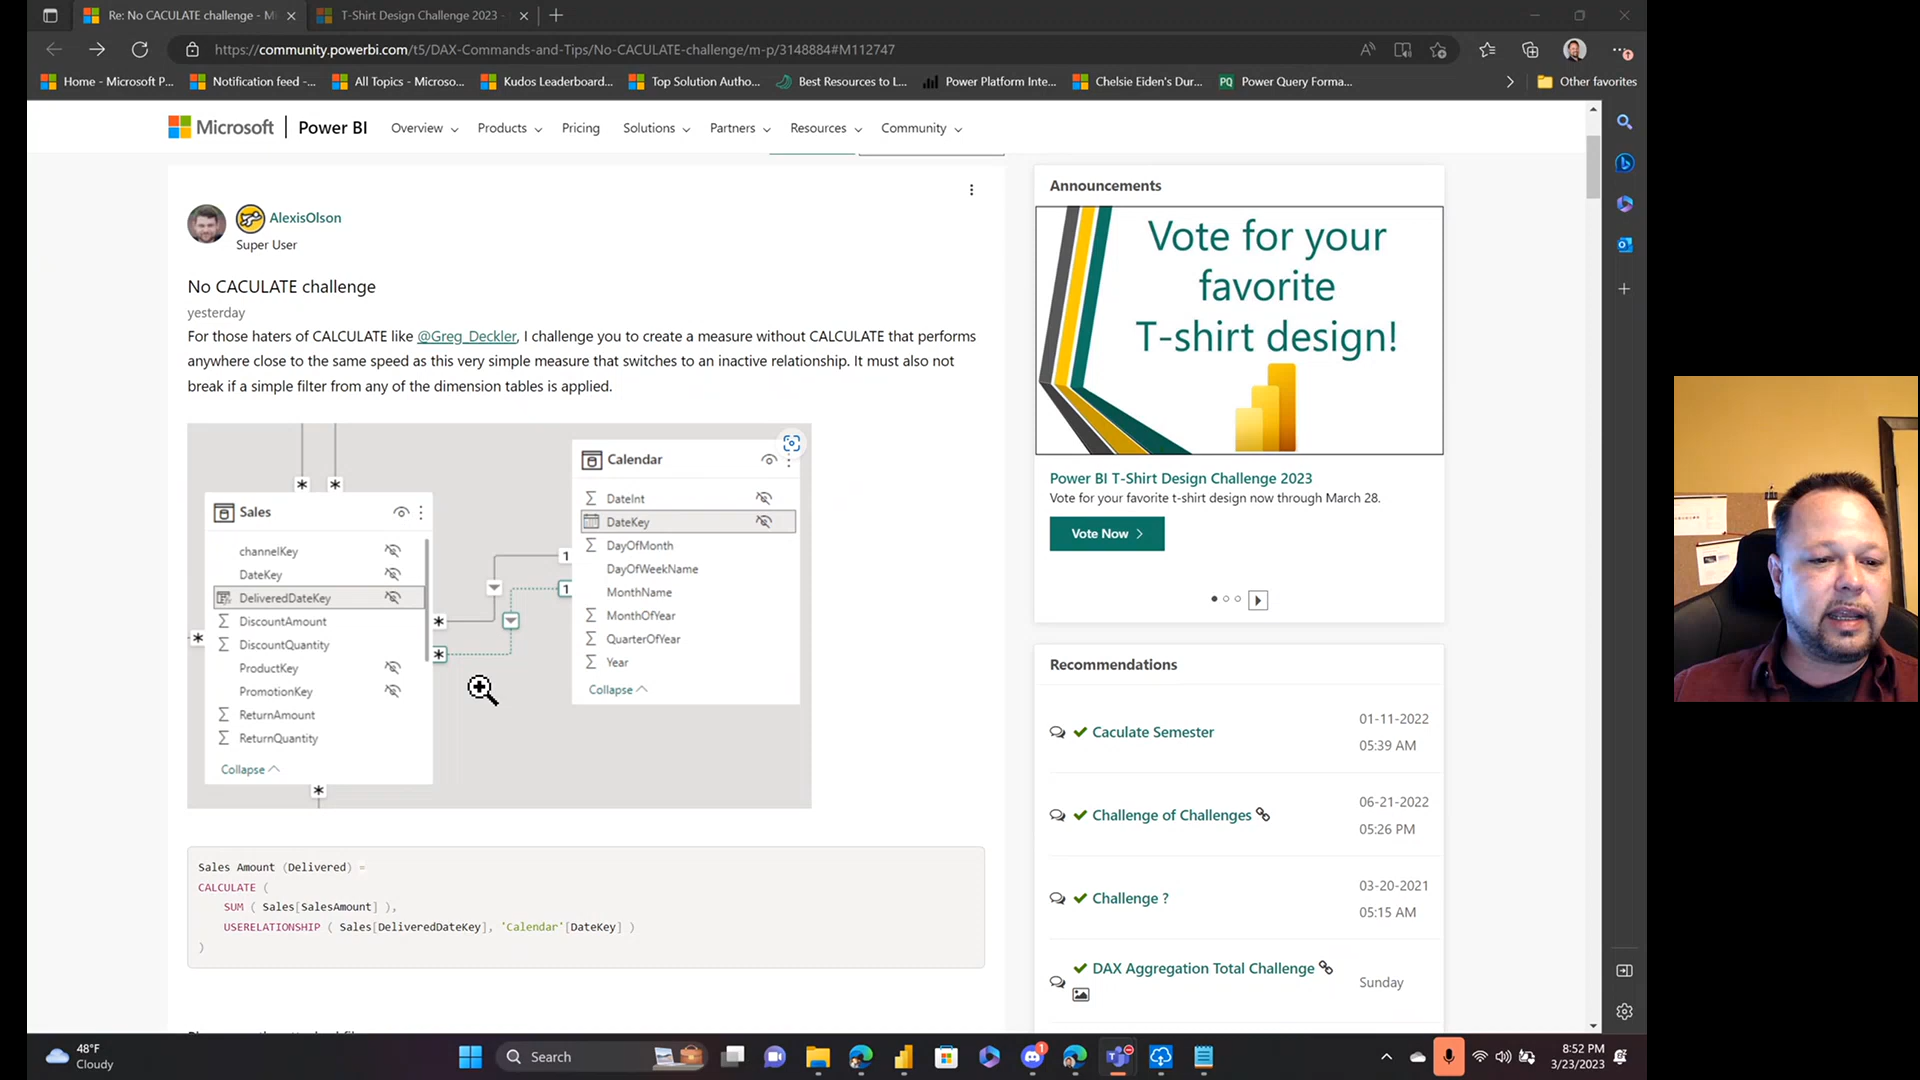 Re: No CACULATE challenge - Mi
T-Shirt Design Challenge 2023 -
https://community.powerbi.com/t5/DAX-Commands-and-Tips/No-CACULATE-challenge/m-p/3148884#M112747
Home - Microsoft P...
Notification feed -...
All Topics - Microso...
Kudos Leaderboard...
Top Solution Autho...
Best Resources to L...
Power Platform Inte...
Chelsie Eiden's Dur...
PQ
Power Query Forma...
Other favorites
Microsoft
Power BI
Overview
Products
Pricing
Solutions
Partners
Resources
Community
AlexisOlson
Super User
No CACULATE challenge
yesterday
For those haters of CALCULATE like @Greg_Deckler, I challenge you to create a measure without CALCULATE that performs
anywhere close to the same speed as this very simple measure that switches to an inactive relationship. It must also not
break if a simple filter from any of the dimension tables is applied.
Sales
channelKey
DateKey
DeliveredDateKey
DiscountAmount
DiscountQuantity
ProductKey
PromotionKey
ReturnAmount
ReturnQuantity
Collapse
1
1
Calendar
DateInt
DateKey
DayOfMonth
DayOfWeekName
MonthName
MonthOfYear
QuarterOfYear
Year
Collapse
Sales Amount (Delivered) =
CALCULATE (
SUM ( Sales[SalesAmount] ),
USERELATIONSHIP ( Sales[DeliveredDateKey], 'Calendar'[DateKey] )
)
Announcements
Vote for your
favorite
T-shirt design!
Power BI T-Shirt Design Challenge 2023
Vote for your favorite t-shirt design now through March 28.
Vote Now
Recommendations
Caculate Semester
01-11-2022
05:39 AM
Challenge of Challenges
06-21-2022
05:26 PM
Challenge ?
03-20-2021
05:15 AM
DAX Aggregation Total Challenge
Sunday
48°F
Cloudy
Search
1
8:52 PM
3/23/2023